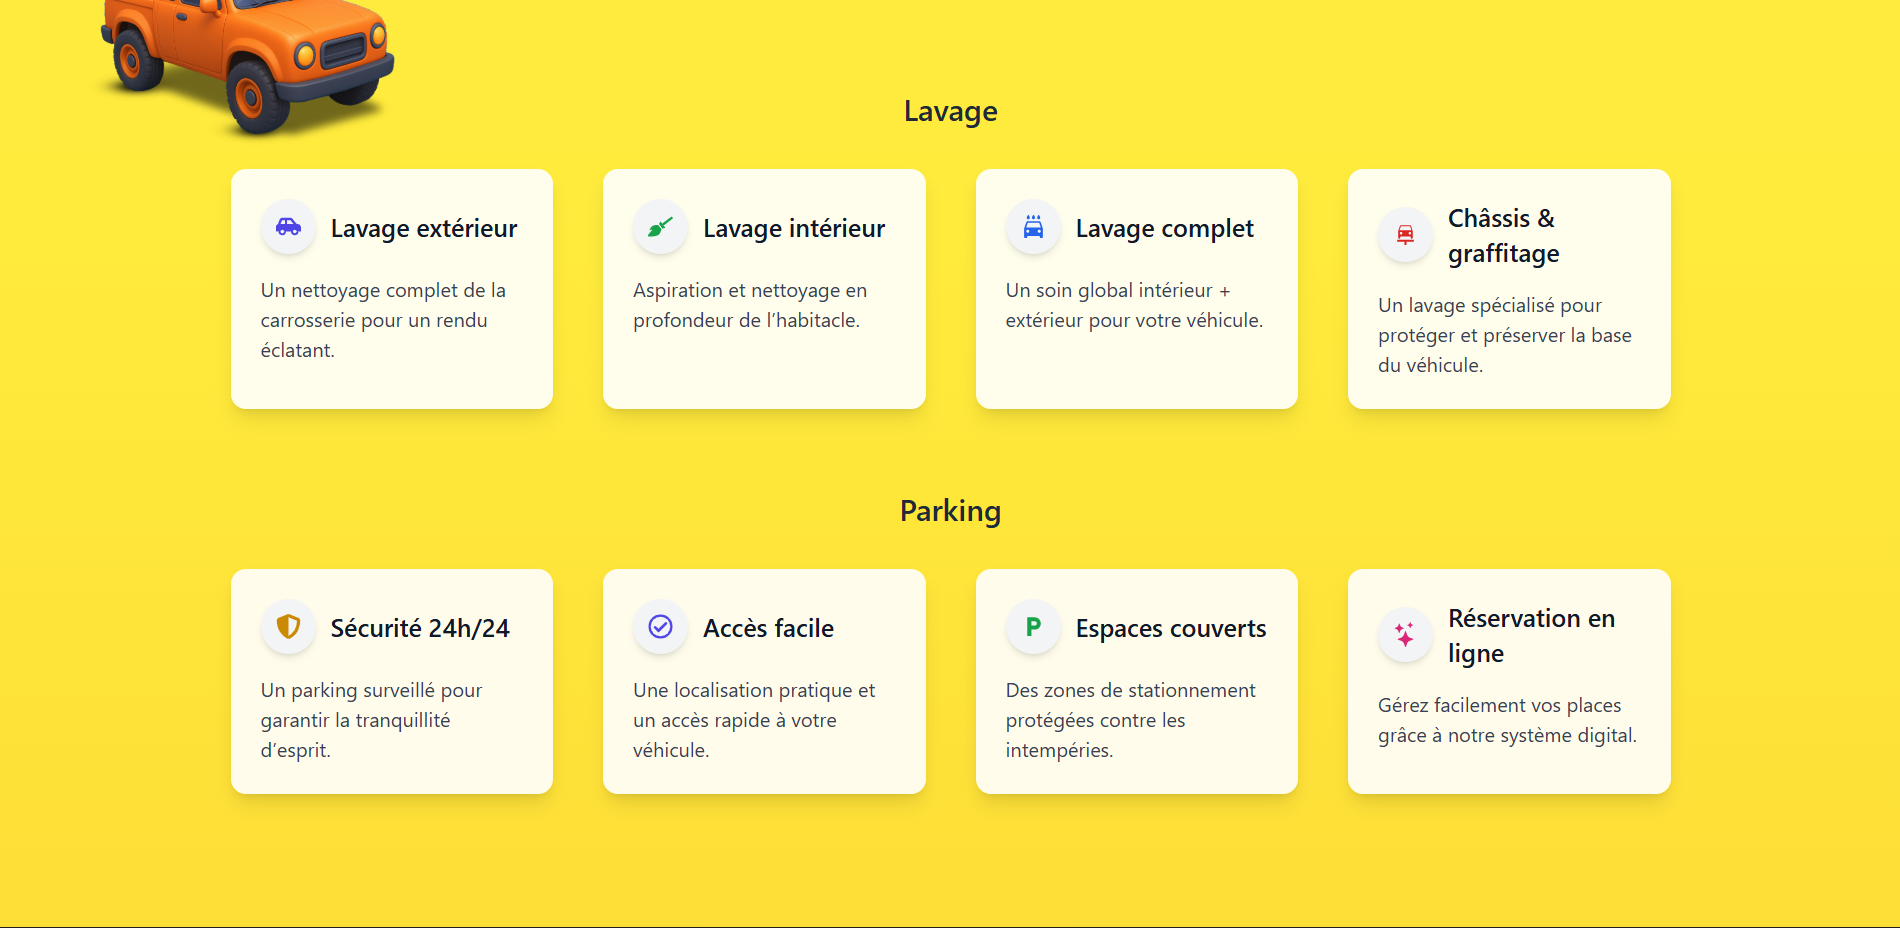 Lavage
Lavage extérieur
Un nettoyage complet de la
carrosserie pour un rendu
éclatant.
Lavage intérieur
Aspiration et nettoyage en
profondeur de l’habitacle.
Lavage complet
Un soin global intérieur +
extérieur pour votre véhicule.
Châssis &
graffitage
Un lavage spécialisé pour
protéger et préserver la base
du véhicule.
Parking
Sécurité 24h/24
Un parking surveillé pour
garantir la tranquillité
d’esprit.
Accès facile
Une localisation pratique et
un accès rapide à votre
véhicule.
P
Espaces couverts
Des zones de stationnement
protégées contre les
intempéries.
Réservation en
ligne
Gérez facilement vos places
grâce à notre système digital.